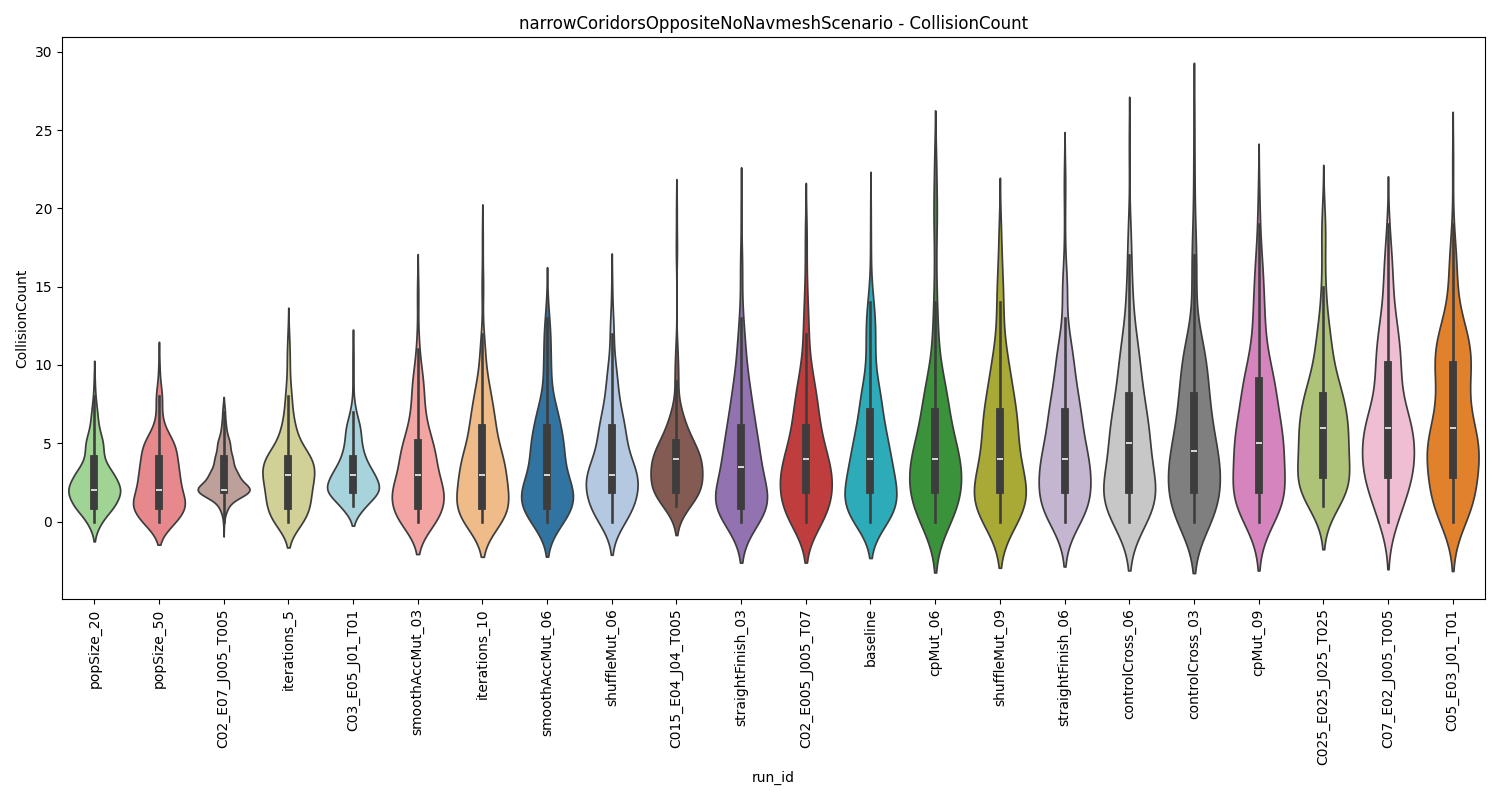 narrowCoridorsOppositeNoNavmeshScenario - CollisionCount
CollisionCount
30
25
20
15
10
5
0
popSize_20
popSize_50
C02_E07_J005_T005
iterations_5
C03_E05_J01_T01
smoothAccMut_03
iterations_10
smoothAccMut_06
shuffleMut_06
C015_E04_J04_T005
straightFinish_03
C02_E005_J005_T07
baseline
cpMut_06
shuffleMut_09
straightFinish_06
controlCross_06
controlCross_03
cpMut_09
C025_E025_J025_T025
C07_E02_J005_T005
C05_E03_J01_T01
run_id